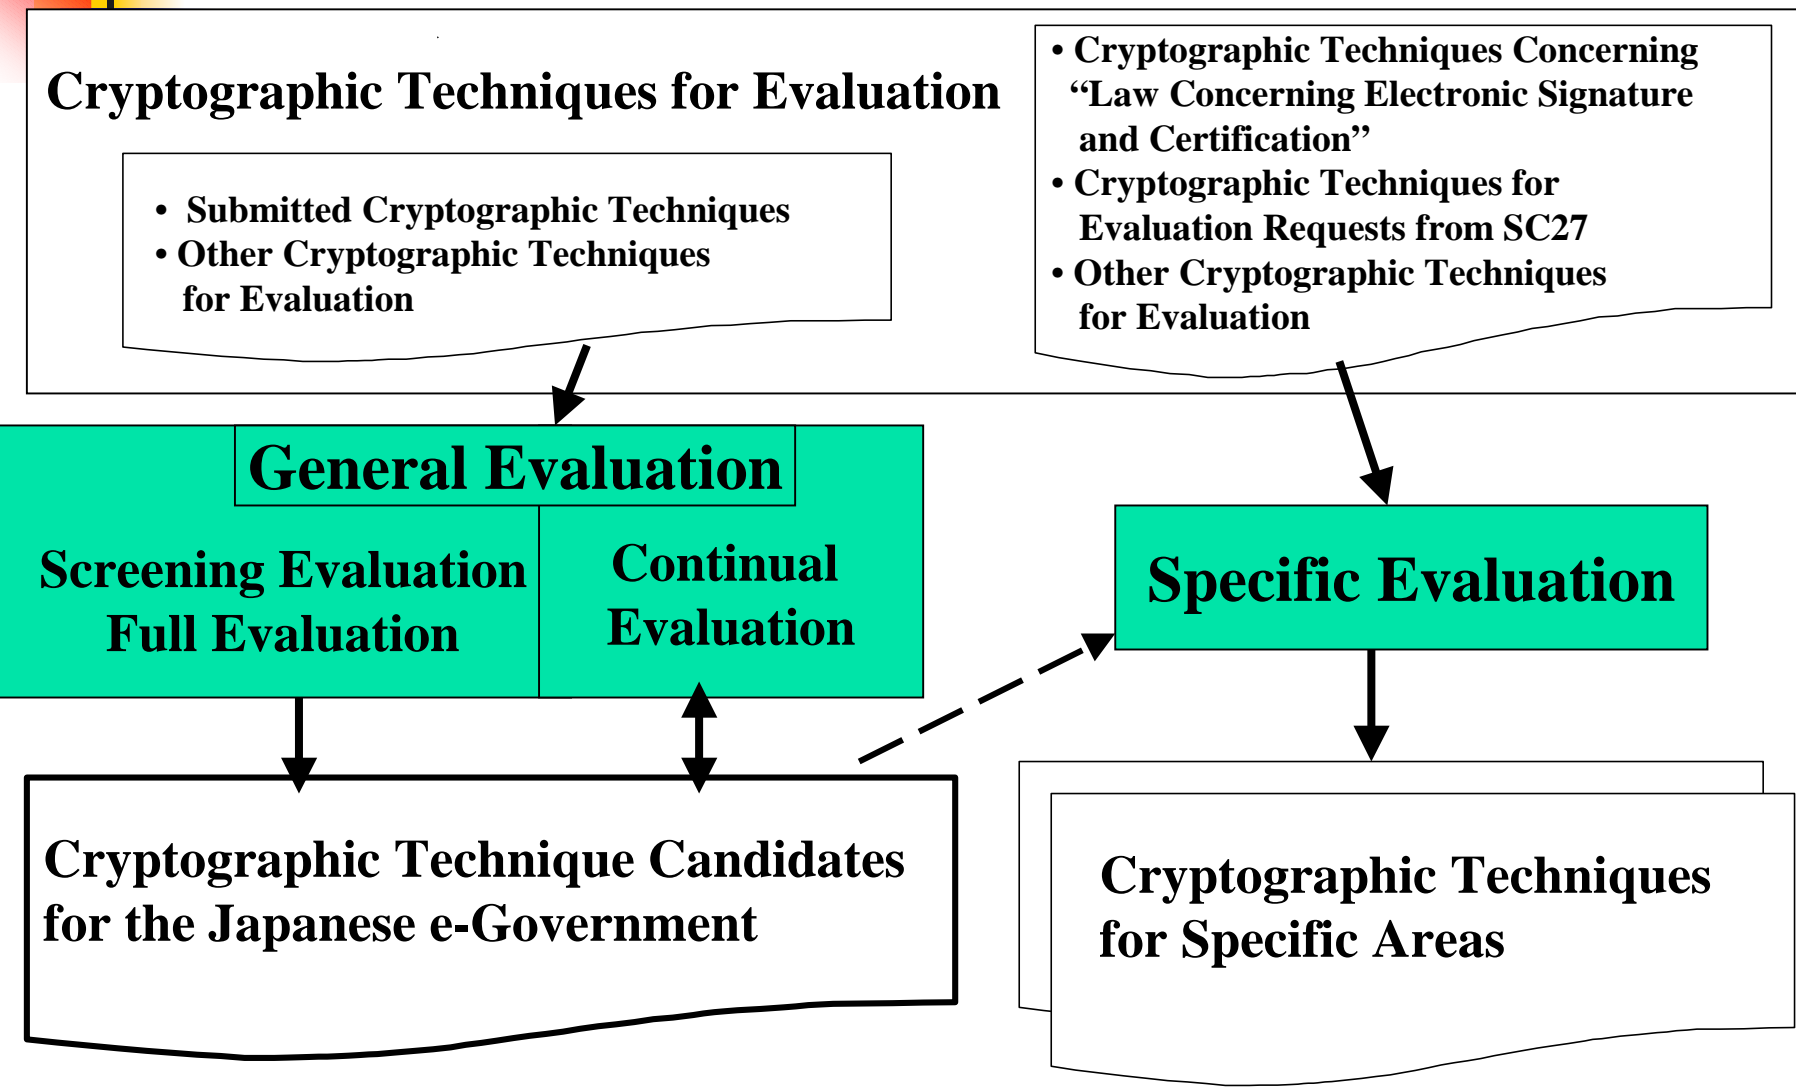 Cryptographic Techniques for Evaluation
• Submitted Cryptographic Techniques
• Other Cryptographic Techniques
for Evaluation
• Cryptographic Techniques Concerning
“Law Concerning Electronic Signature
and Certification”
• Cryptographic Techniques for
Evaluation Requests from SC27
• Other Cryptographic Techniques
for Evaluation
General Evaluation
Screening Evaluation
Full Evaluation
Continual
Evaluation
Specific Evaluation
Cryptographic Technique Candidates
for the Japanese e-Government
Cryptographic Techniques
for Specific Areas